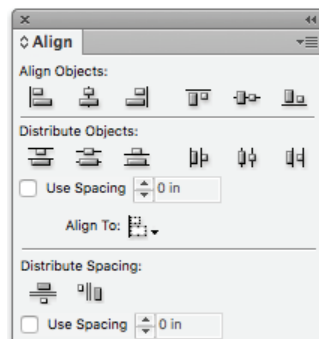 Align
Align Objects:
Distribute Objects:
Use Spacing 0 in
Align To:
Distribute Spacing:
Use Spacing 0 in